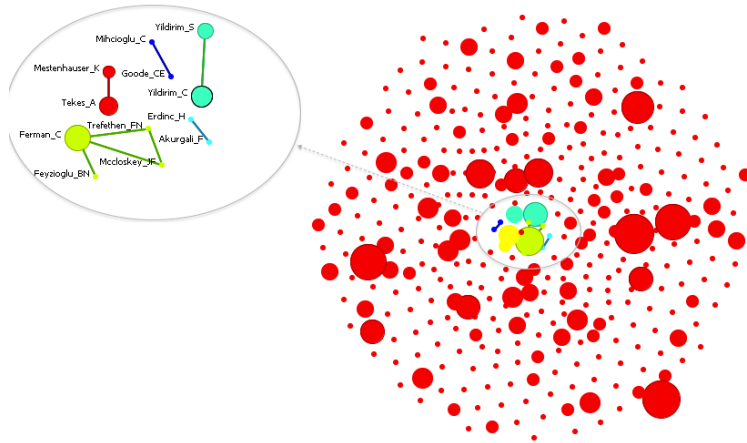 Yildirim_S
Mihcioglu_C
Mestenhauser_K
Goode_CE
Tekes_A
Yildirim_C
Erdinc_H
Trefethen_FN
Ferman_C
Akurgali_F
Mccloskey_JF
Feyzioglu_BN